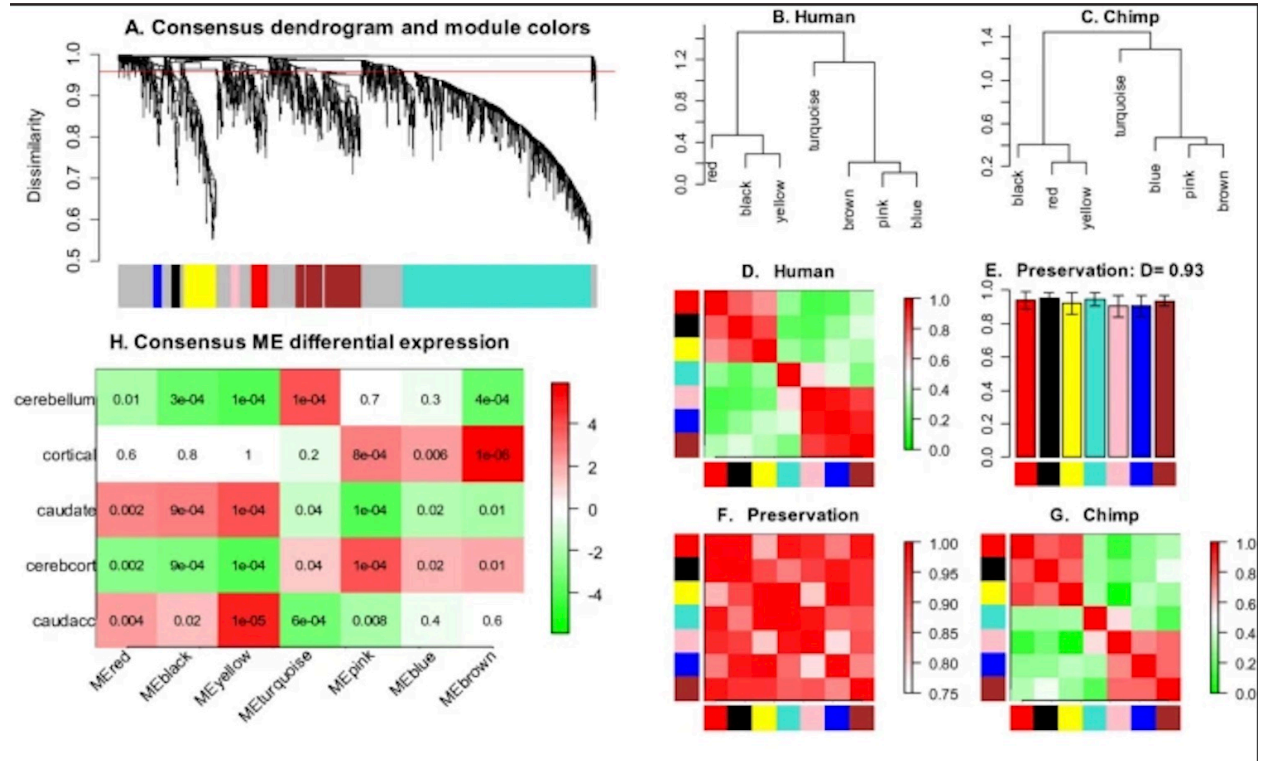 A. Consensus dendrogram and module colors
Dissimilarity
1.0
0.9
0.8
0.7
0.6
0.5
B. Human
1.2
0.8
0.4
0.0
red
black
yellow
turquoise
brown
pink
blue
C. Chimp
1.4
1.0
0.6
0.2
black
red
yellow
turquoise
blue
pink
brown
D. Human
1.0
0.8
0.6
0.4
0.2
0.0
E. Preservation: D= 0.93
1.0
0.8
0.6
0.4
0.2
0.0
H. Consensus ME differential expression
cerebellum 0.01 3e-04 1e-04 1e-04 0.7 0.3 4e-04
cortical 0.6 0.8 1 0.2 8e-04 0.006 1e-06
caudate 0.002 9e-04 1e-04 0.04 1e-04 0.02 0.01
cerebcort 0.002 9e-04 1e-04 0.04 1e-04 0.02 0.01
caudacc 0.004 0.02 1e-05 6e-04 0.008 0.4 0.6
MEred MEblack MEyellow MEturquoise MEpink MEblue MEbrown
4
2
0
-2
-4
F. Preservation
1.00
0.95
0.90
0.85
0.80
0.75
G. Chimp
1.0
0.8
0.6
0.4
0.2
0.0